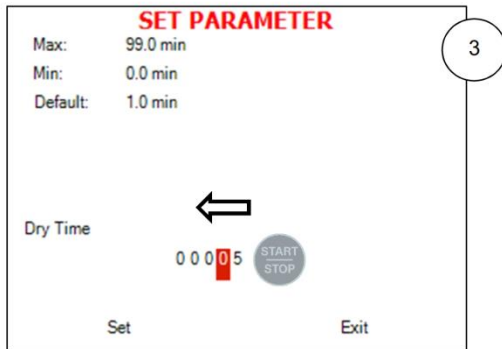 SET PARAMETER
3
Max: 99.0 min
Min: 0.0 min
Default: 1.0 min
Dry Time
0 0 0 0 5 START STOP
Set Exit